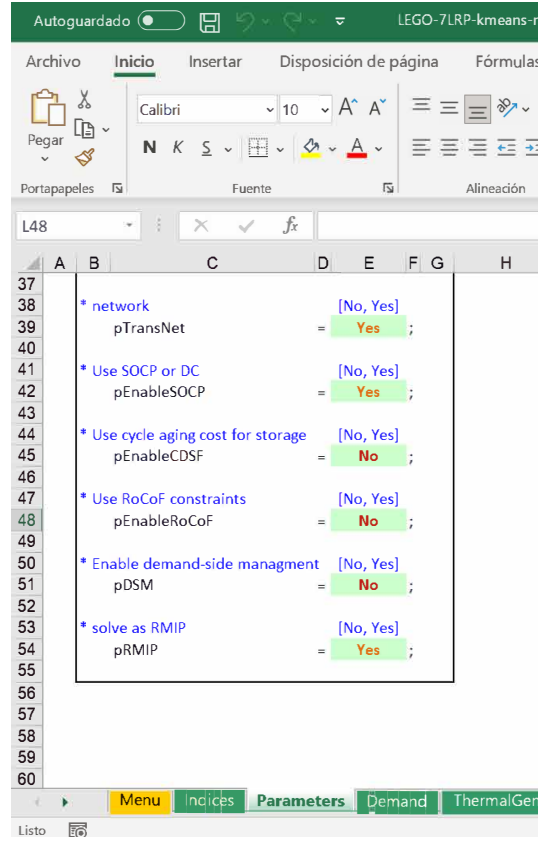 Autoguardado LEGO-7LRP-kmeans-
Archivo Inicio Insertar Disposición de página Fórmulas
Pegar
Calibri 10 A^ A˅
N K S A
Portapapeles Fuente Alineación
L48 fx
A B C D E F G H
37
38 * network [No, Yes]
39 pTransNet = Yes ;
40
41 * Use SOCP or DC [No, Yes]
42 pEnableSOCP = Yes ;
43
44 * Use cycle aging cost for storage [No, Yes]
45 pEnableCDSF = No ;
46
47 * Use RoCoF constraints [No, Yes]
48 pEnableRoCoF = No ;
49
50 * Enable demand-side managment [No, Yes]
51 pDSM = No ;
52
53 * solve as RMIP [No, Yes]
54 pRMIP = Yes ;
55
56
57
58
59
60
Menu Indices Parameters Demand ThermalGen
Listo